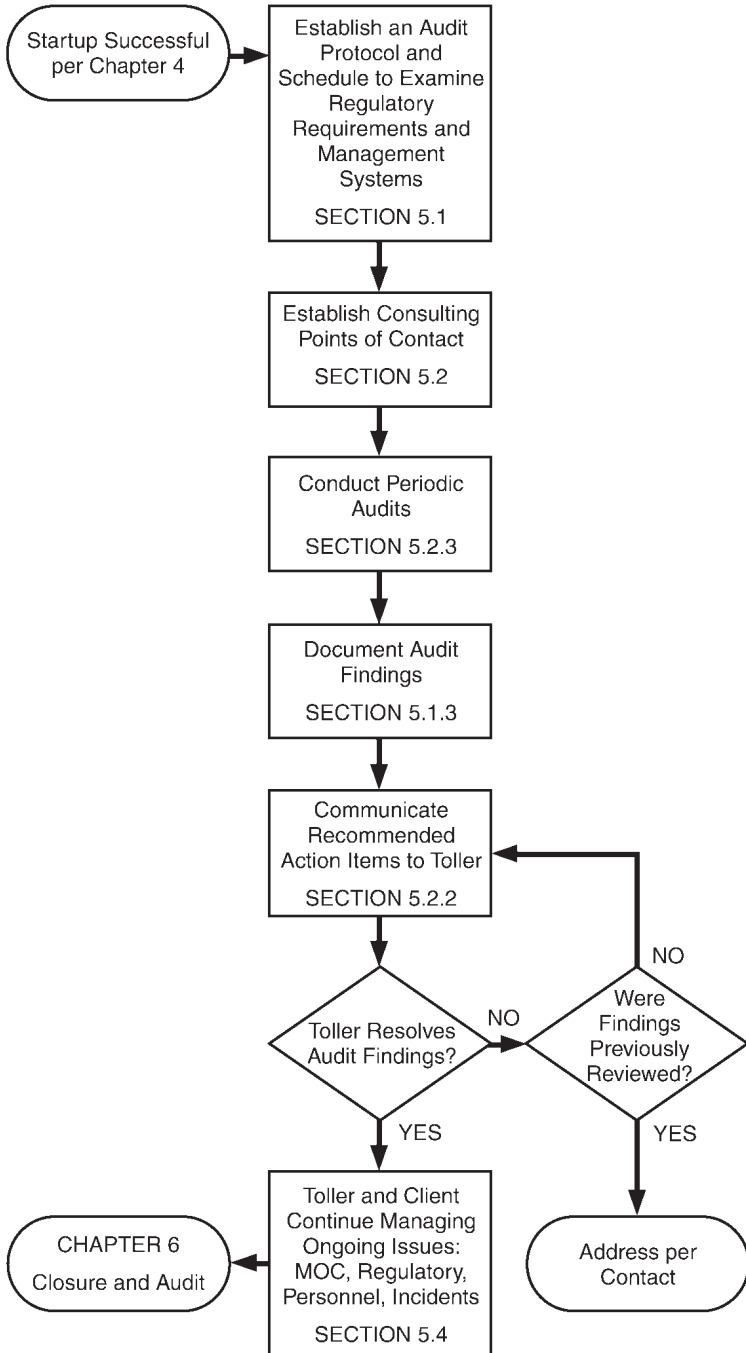 Startup Successful
per Chapter 4
Establish an Audit
Protocol and
Schedule to Examine
Regulatory
Requirements and
Management
Systems
SECTION 5.1
Establish Consulting
Points of Contact
SECTION 5.2
Conduct Periodic
Audits
SECTION 5.2.3
Document Audit
Findings
SECTION 5.1.3
Communicate
Recommended
Action Items to Toller
SECTION 5.2.2
Toller Resolves
Audit Findings?
NO
Were
Findings
Previously
Reviewed?
NO
YES
YES
Toller and Client
Continue Managing
Ongoing Issues:
MOC, Regulatory,
Personnel, Incidents
SECTION 5.4
CHAPTER 6
Closure and Audit
Address per
Contact